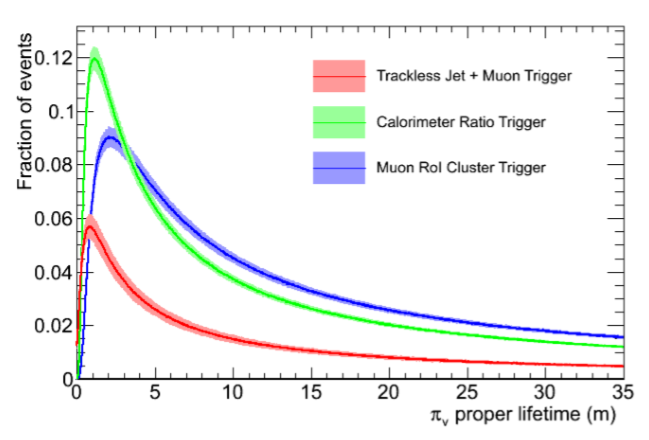 Fraction of events
0.12
0.1
0.08
0.06
0.04
0.02
0
Trackless Jet + Muon Trigger
Calorimeter Ratio Trigger
Muon RoI Cluster Trigger
0 5 10 15 20 25 30 35
πᵥ proper lifetime (m)